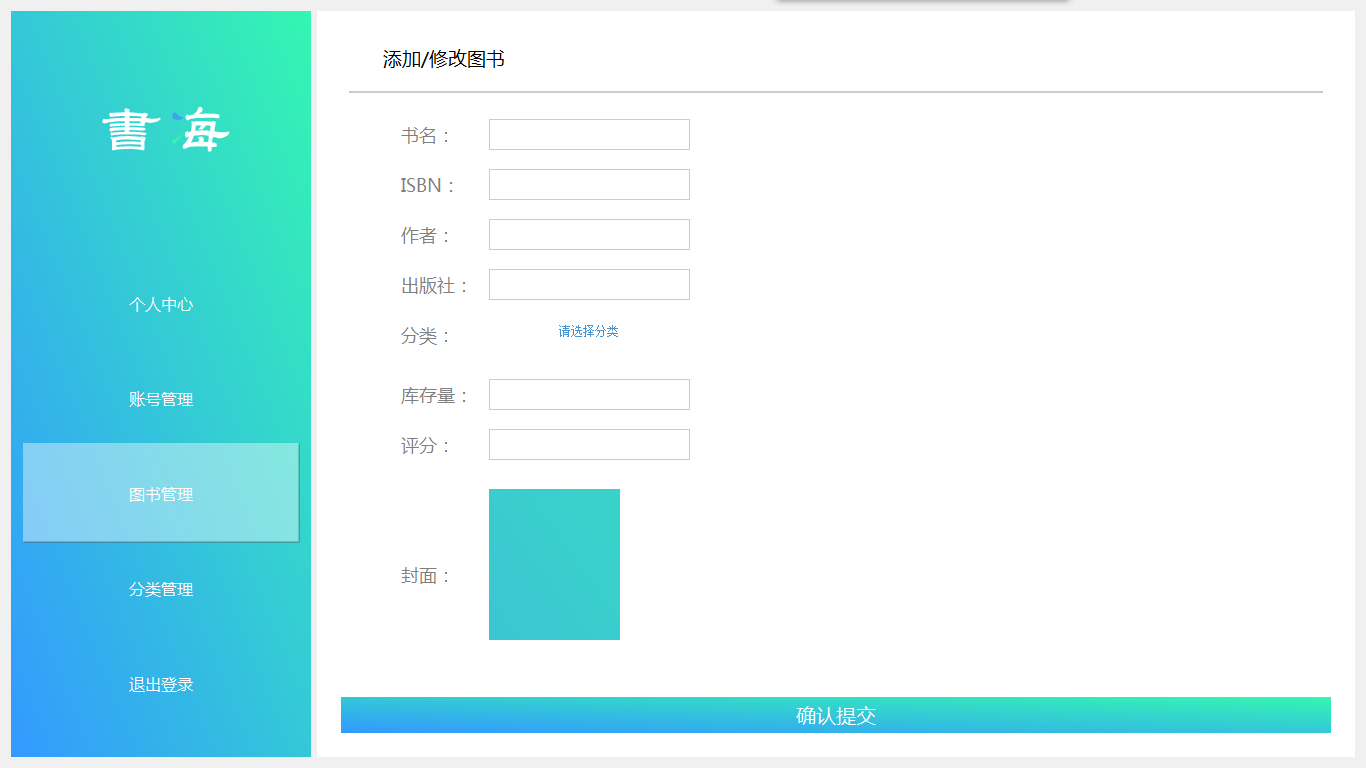 書海
个人中心
账号管理
图书管理
分类管理
退出登录
添加/修改图书
书名：
ISBN：
作者：
出版社：
分类：
请选择分类
库存量：
评分：
封面：
确认提交